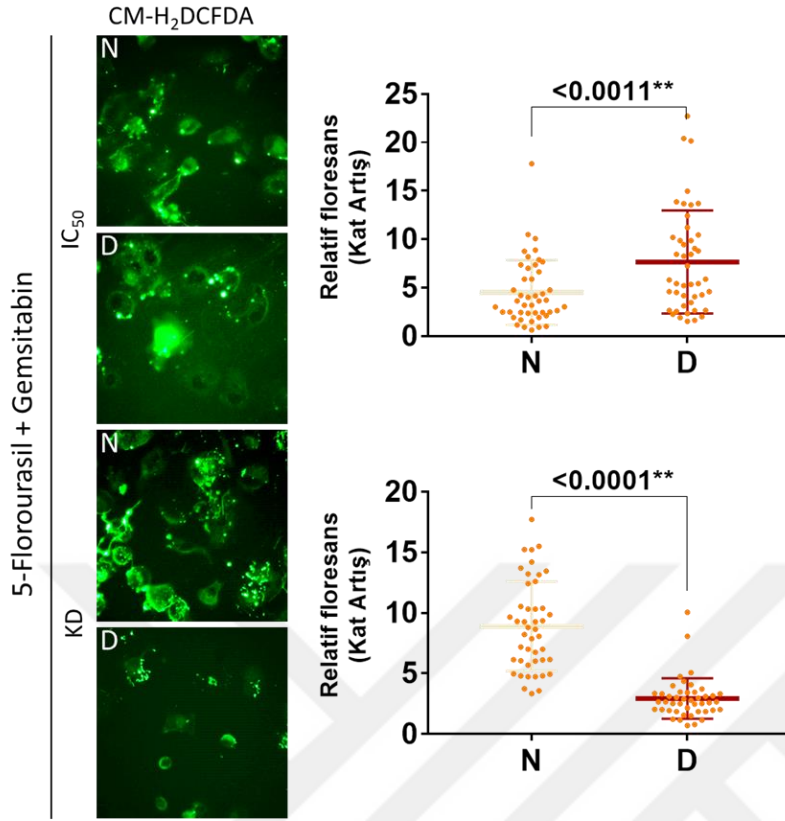 CM-H₂DCFDA
5-Florourasil + Gemsitabin
IC₅₀
N
D
KD
N
D
Relatif floresans
(Kat Artış)
<0.0011**
25
20
15
10
5
0
N
D
Relatif floresans
(Kat Artış)
<0.0001**
20
15
10
5
0
N
D